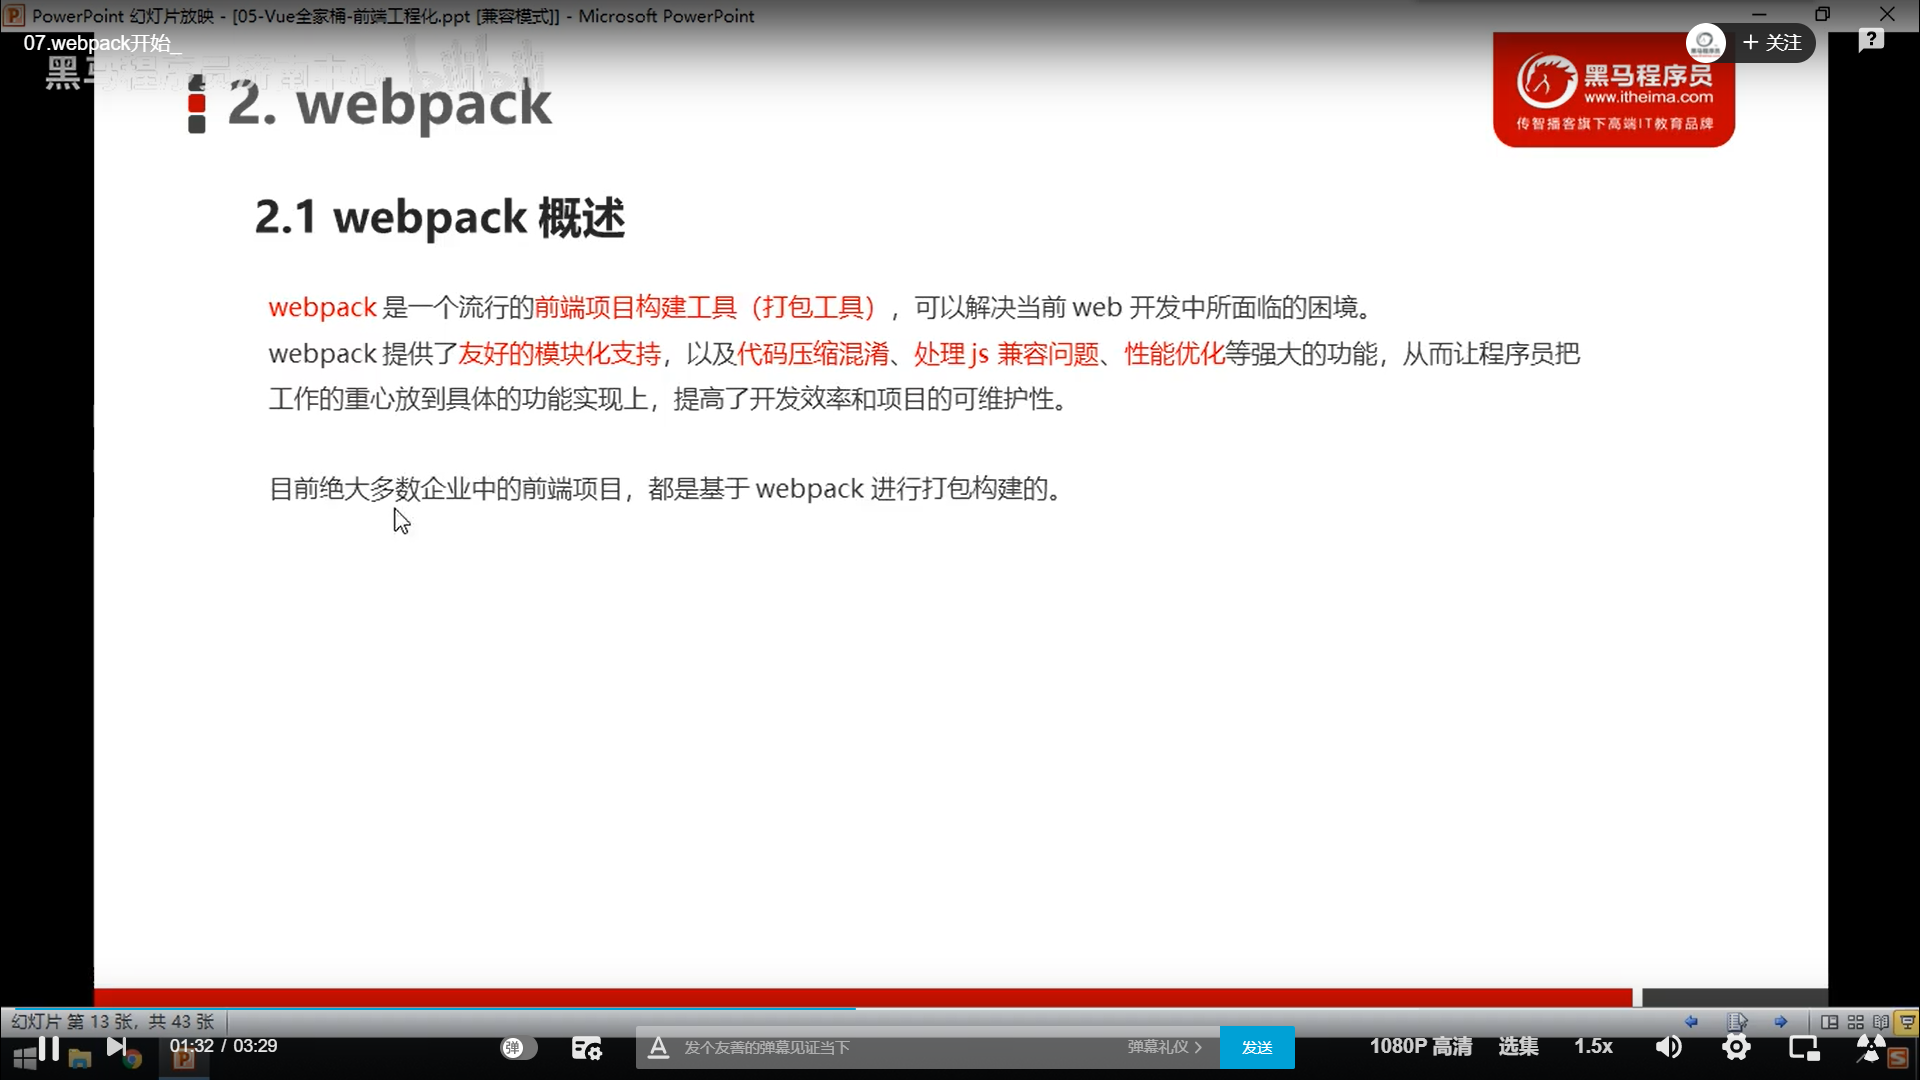 PowerPoint 幻灯片放映 - [05-Vue全家桶-前端工程化.ppt [兼容模式]] - Microsoft PowerPoint
07.webpack开始_
+ 关注
2. webpack
黑马程序员
www.itheima.com
传智播客旗下高端IT教育品牌
2.1 webpack 概述
webpack 是一个流行的前端项目构建工具（打包工具），可以解决当前 web 开发中所面临的困境。
webpack 提供了友好的模块化支持，以及代码压缩混淆、处理 js 兼容问题、性能优化等强大的功能，从而让程序员把
工作的重心放到具体的功能实现上，提高了开发效率和项目的可维护性。
目前绝大多数企业中的前端项目，都是基于 webpack 进行打包构建的。
幻灯片 第 13 张，共 43 张
01:32 / 03:29
弹
发个友善的弹幕见证当下
弹幕礼仪 >
发送
1080P 高清
选集
1.5x